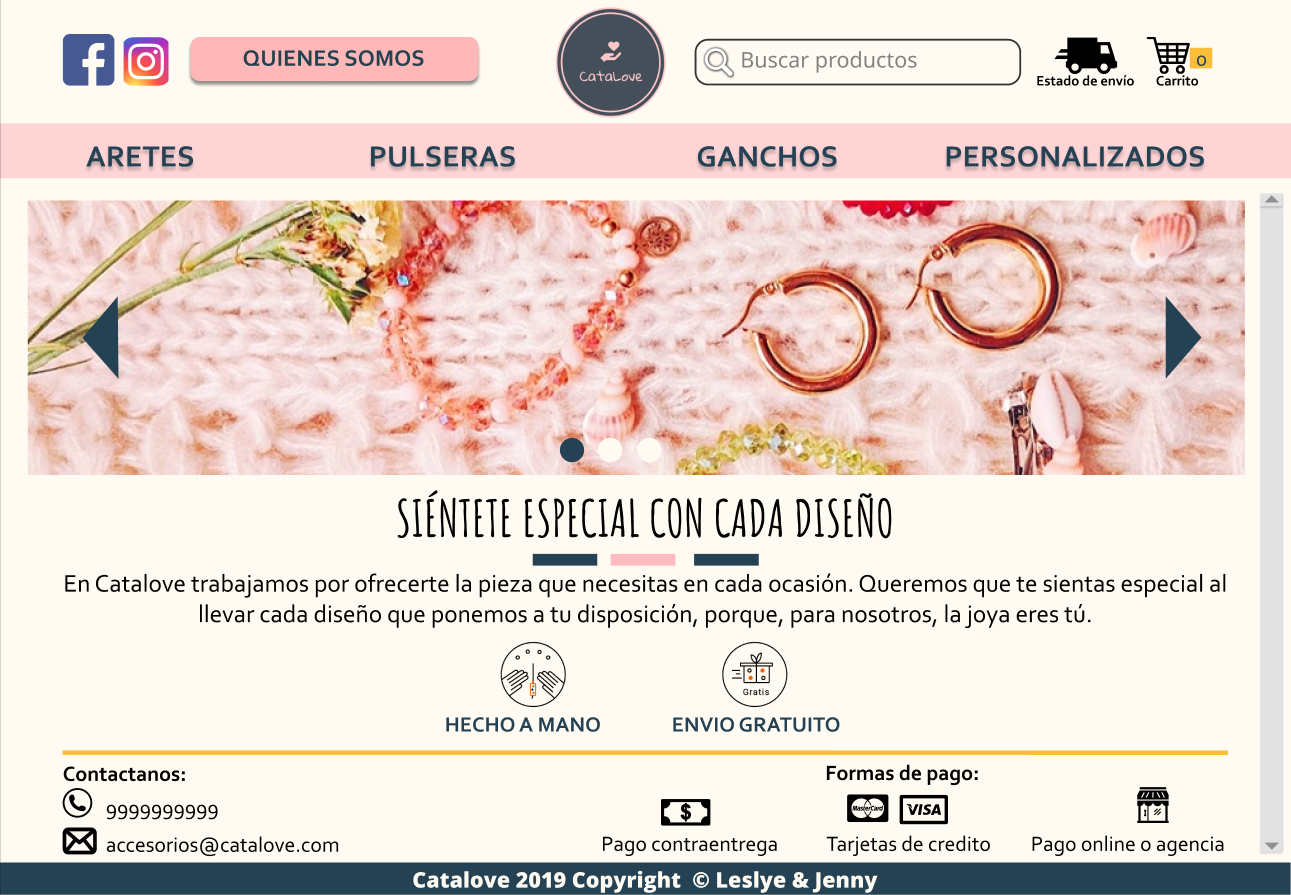 QUIENES SOMOS
CataLove
Buscar productos
Estado de envío
0
Carrito
ARETES
PULSERAS
GANCHOS
PERSONALIZADOS
SIÉNTETE ESPECIAL CON CADA DISEÑO
En Catalove trabajamos por ofrecerte la pieza que necesitas en cada ocasión. Queremos que te sientas especial al
llevar cada diseño que ponemos a tu disposición, porque, para nosotros, la joya eres tú.
Gratis
HECHO A MANO
ENVIO GRATUITO
Contactanos:
9999999999
accesorios@catalove.com
Formas de pago:
$
MasterCard
VISA
Pago contraentrega
Tarjetas de credito
Pago online o agencia
Catalove 2019 Copyright © Leslye & Jenny